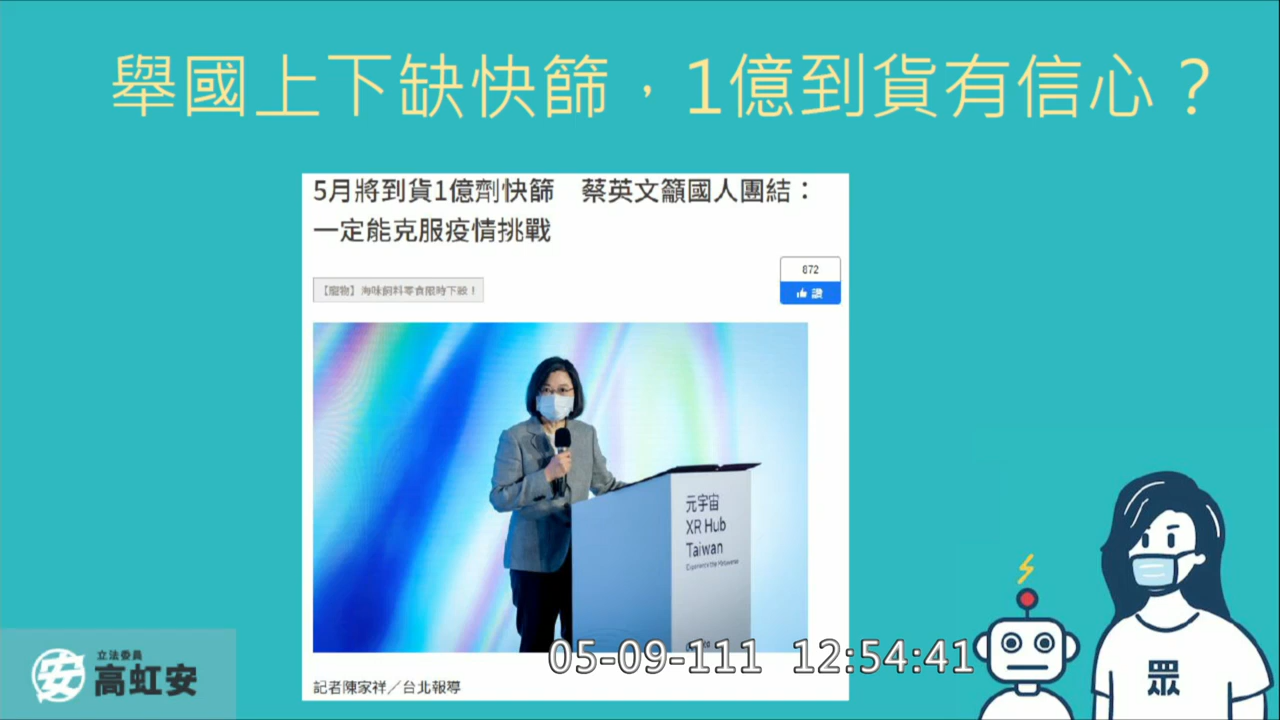 舉國上下缺快篩，1億到貨有信心？
5月將到貨1億劑快篩　蔡英文籲國人團結：
一定能克服疫情挑戰
872
讚
【寵物】海味飼料零食限時下殺！
元宇宙
XR Hub
Taiwan
Experience the Metaverse
05-09-111 12:54:41
記者陳家祥／台北報導
安
立法委員
高虹安
眾